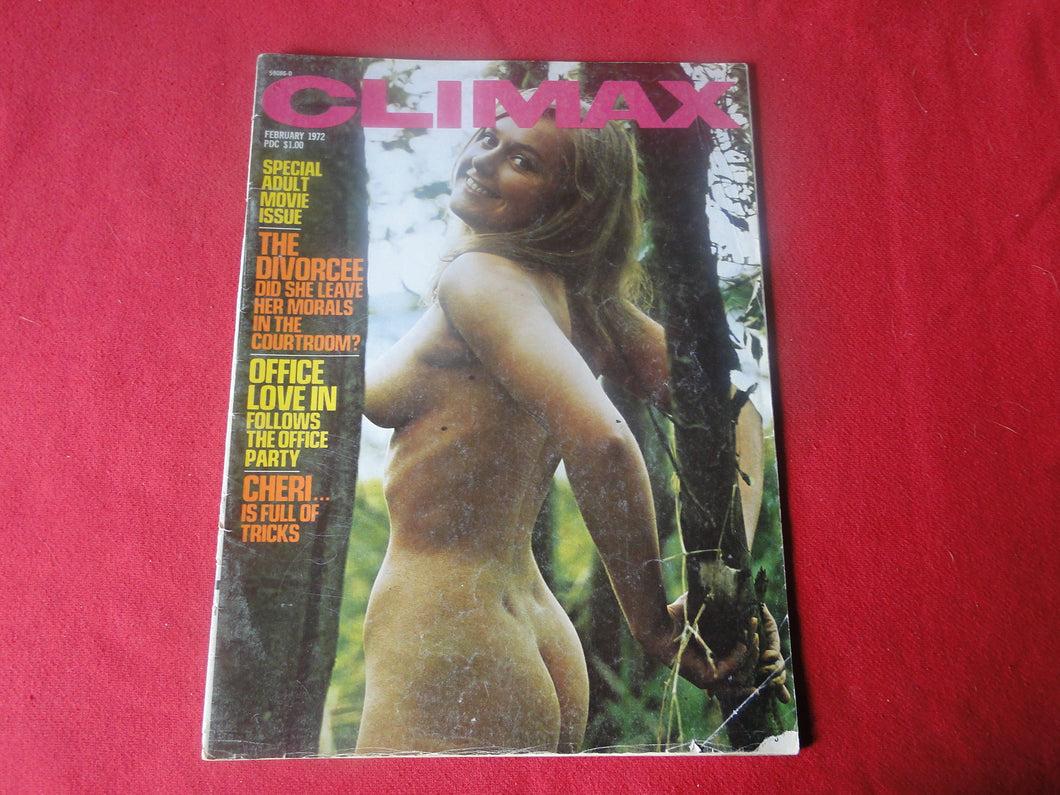 59086-D
CLIMAX
FEBRUARY 1972
PDC $1.00
SPECIAL
ADULT
MOVIE
ISSUE
THE
DIVORCEE
DID SHE LEAVE
HER MORALS
IN THE
COURTROOM?
OFFICE
LOVE IN
FOLLOWS
THE OFFICE
PARTY
CHERI...
IS FULL OF
TRICKS